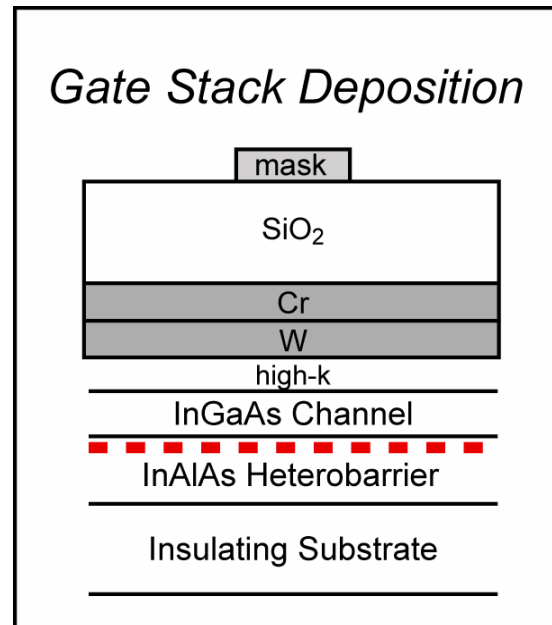 Gate Stack Deposition
mask
SiO₂
Cr
W
high-k
InGaAs Channel
InAlAs Heterobarrier
Insulating Substrate